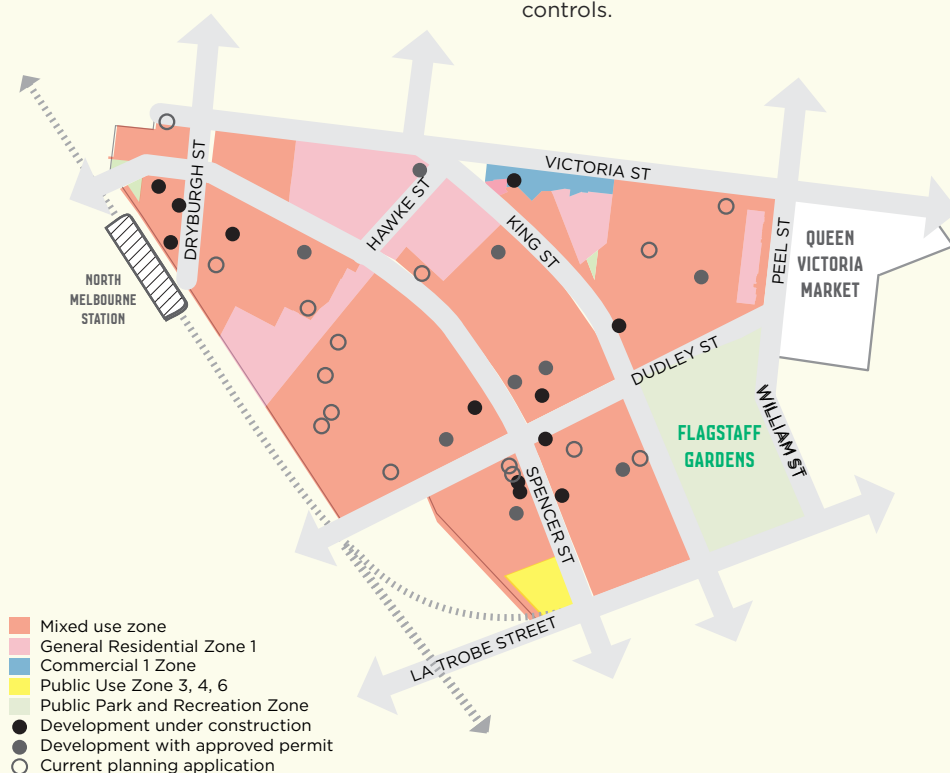 controls.
VICTORIA ST
DRYBURGH ST
HAWKE ST
KING ST
PEEL ST
QUEEN
VICTORIA
MARKET
NORTH
MELBOURNE
STATION
DUDLEY ST
WILLIAM ST
FLAGSTAFF
GARDENS
SPENCER ST
LA TROBE STREET
Mixed use zone
General Residential Zone 1
Commercial 1 Zone
Public Use Zone 3, 4, 6
Public Park and Recreation Zone
Development under construction
Development with approved permit
Current planning application